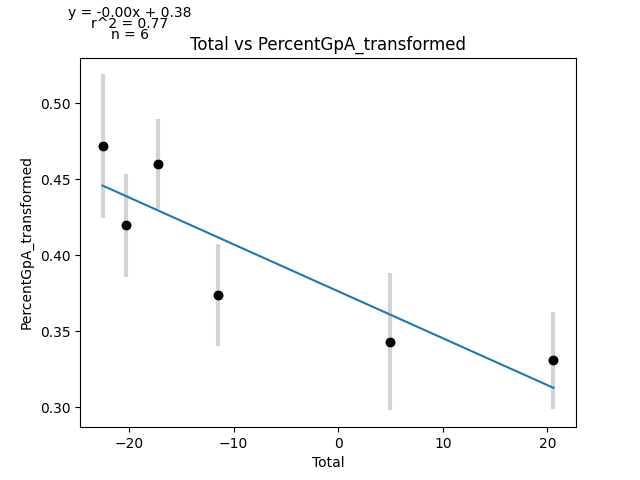 y = -0.00x + 0.38
r^2 = 0.77
n = 6
Total vs PercentGpA_transformed
PercentGpA_transformed
0.50
0.45
0.40
0.35
0.30
−20
−10
0
10
20
Total